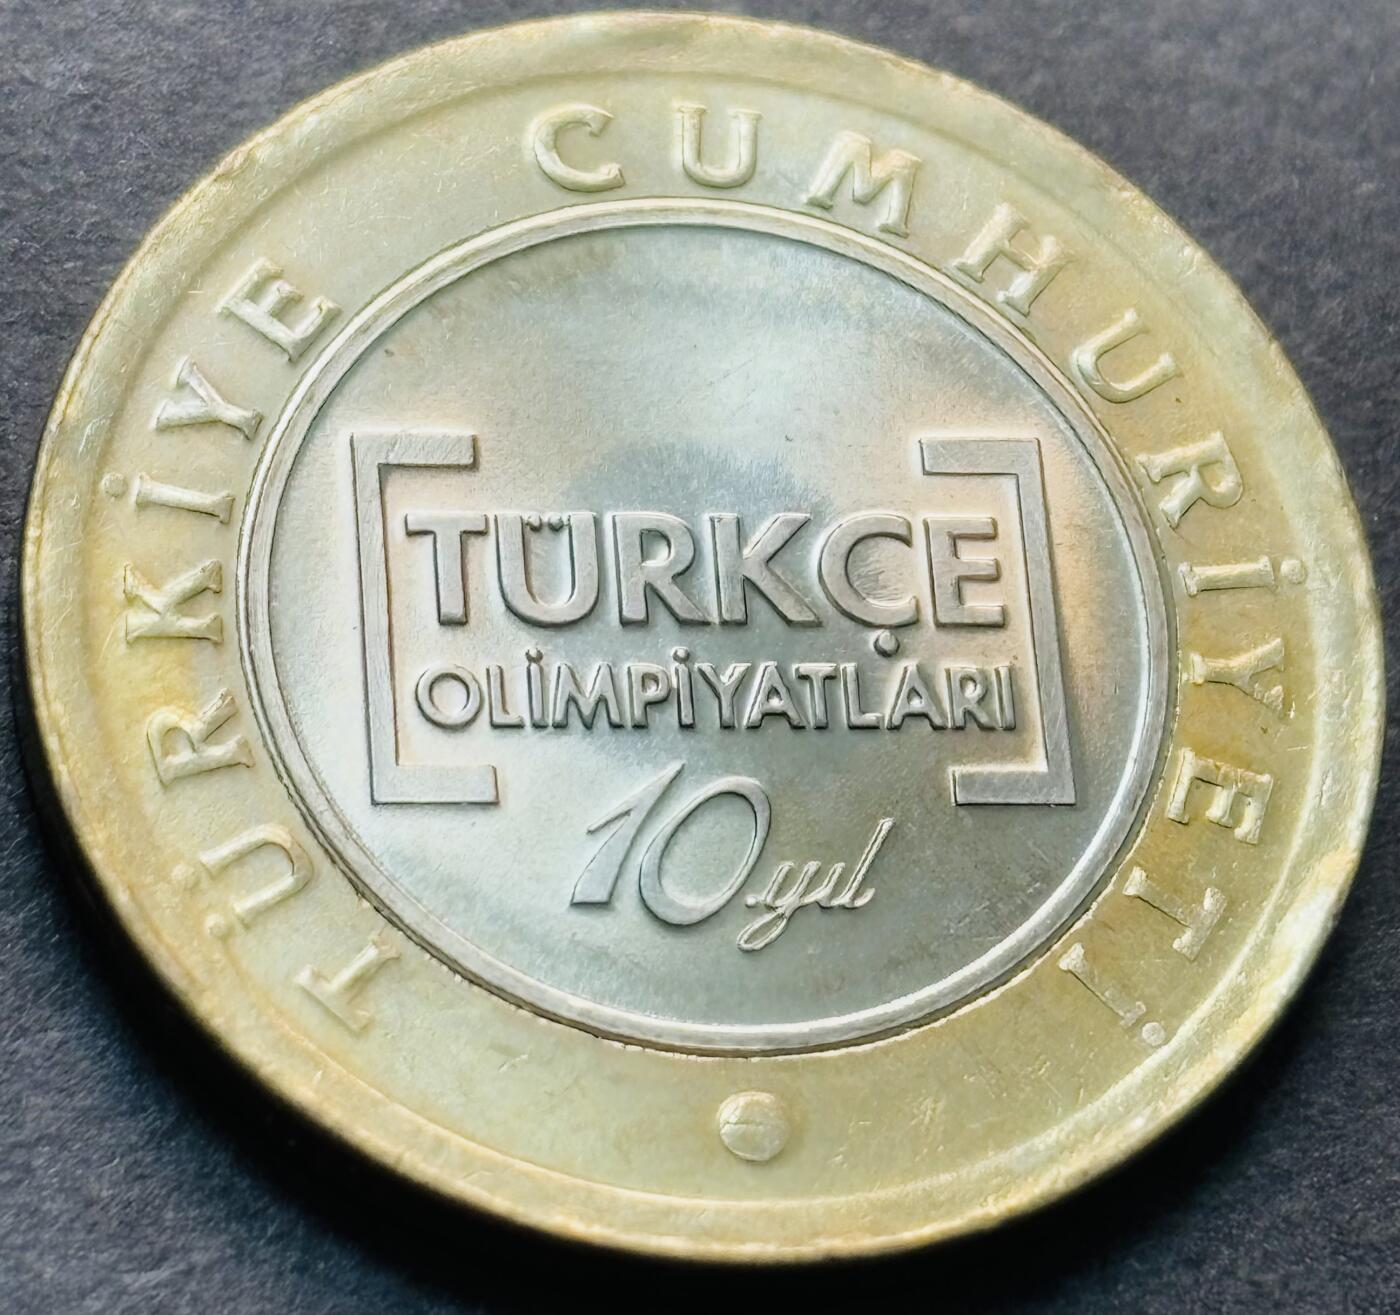 TÜRKİYE CUMHURİYETİ
TÜRKÇE
OLİMPİYATLARI
10.yıl